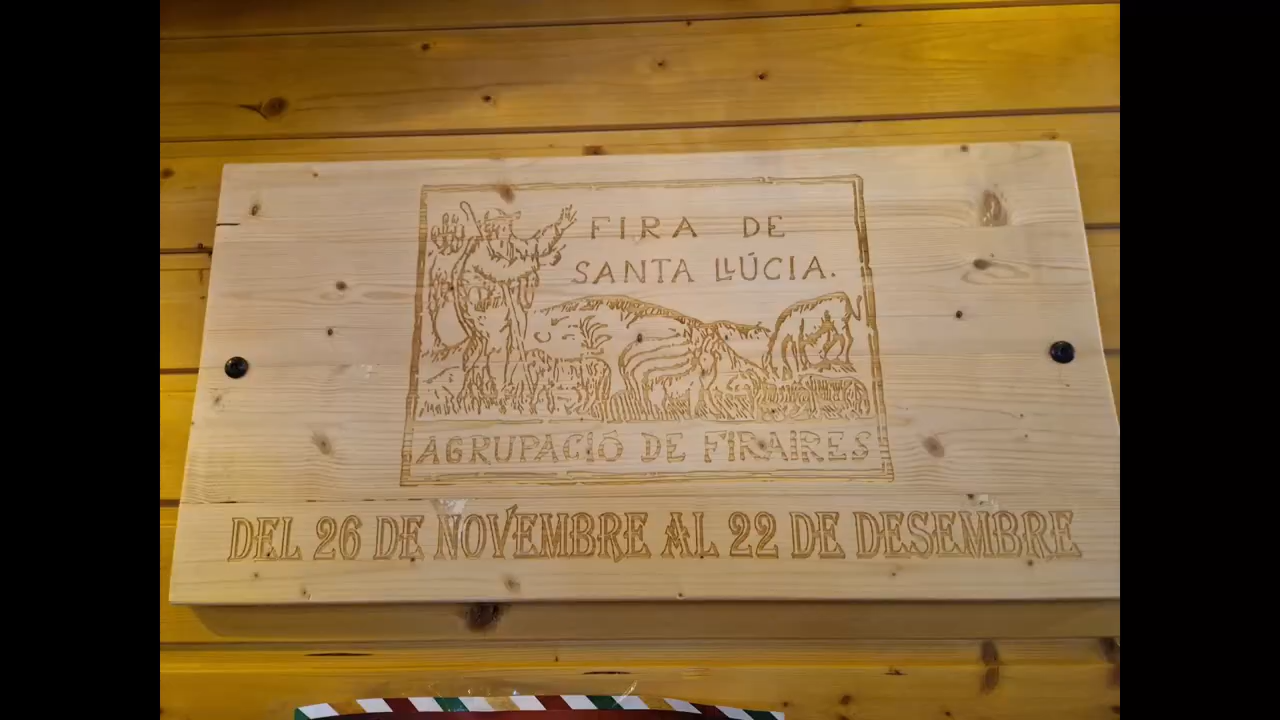 FIRA DE
SANTA LLÚCIA.
AGRUPACIÓ DE FIRAIRES
DEL 26 DE NOVEMBRE AL 22 DE DESEMBRE